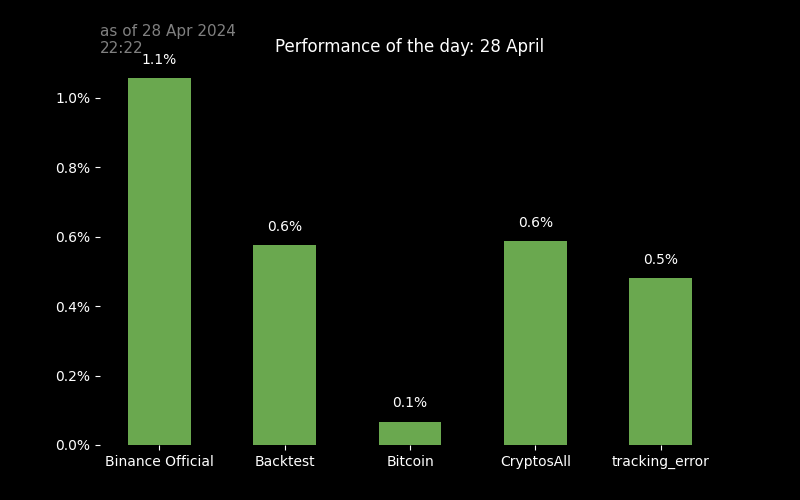 as of 28 Apr 2024
22:22
Performance of the day: 28 April
1.1%
1.0%
0.8%
0.6%
0.4%
0.2%
0.0%
0.6%
0.1%
0.6%
0.5%
Binance Official
Backtest
Bitcoin
CryptosAll
tracking_error